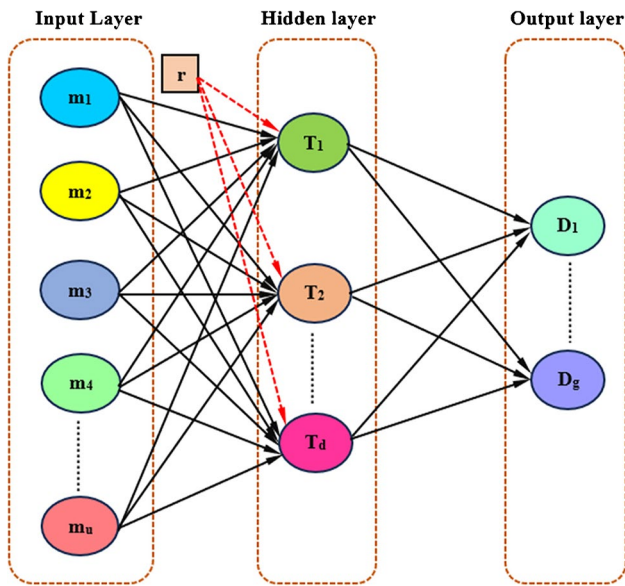 Input Layer
Hidden layer
Output layer
r
m1
T1
m2
D1
m3
T2
m4
Dg
Td
mu